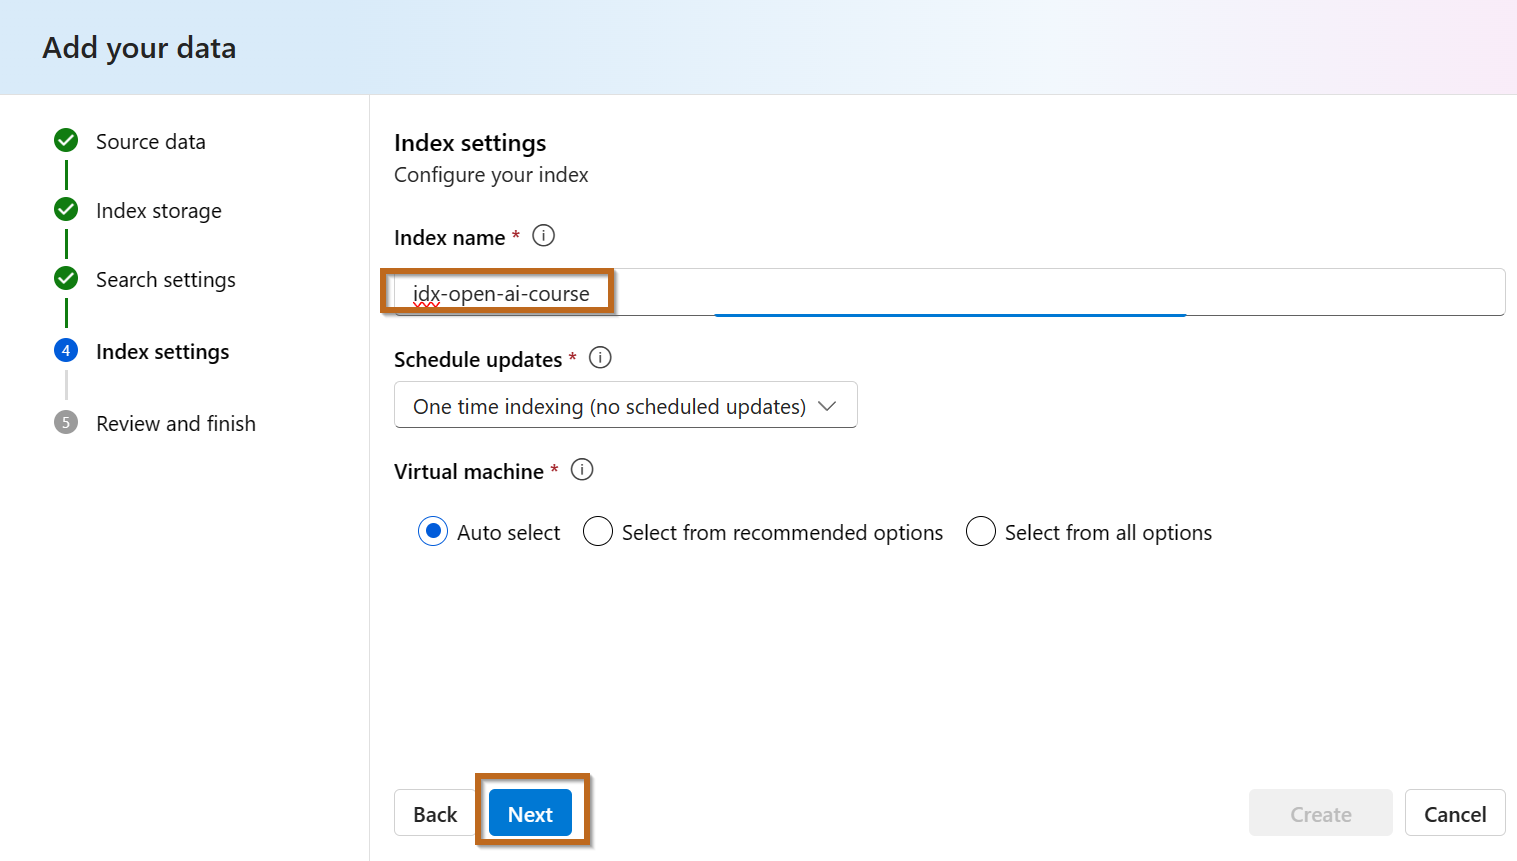 Add your data
Source data
Index storage
Search settings
4 Index settings
5 Review and finish
Index settings
Configure your index
Index name *
idx-open-ai-course
Schedule updates *
One time indexing (no scheduled updates)
Virtual machine *
Auto select Select from recommended options Select from all options
Back Next Create Cancel